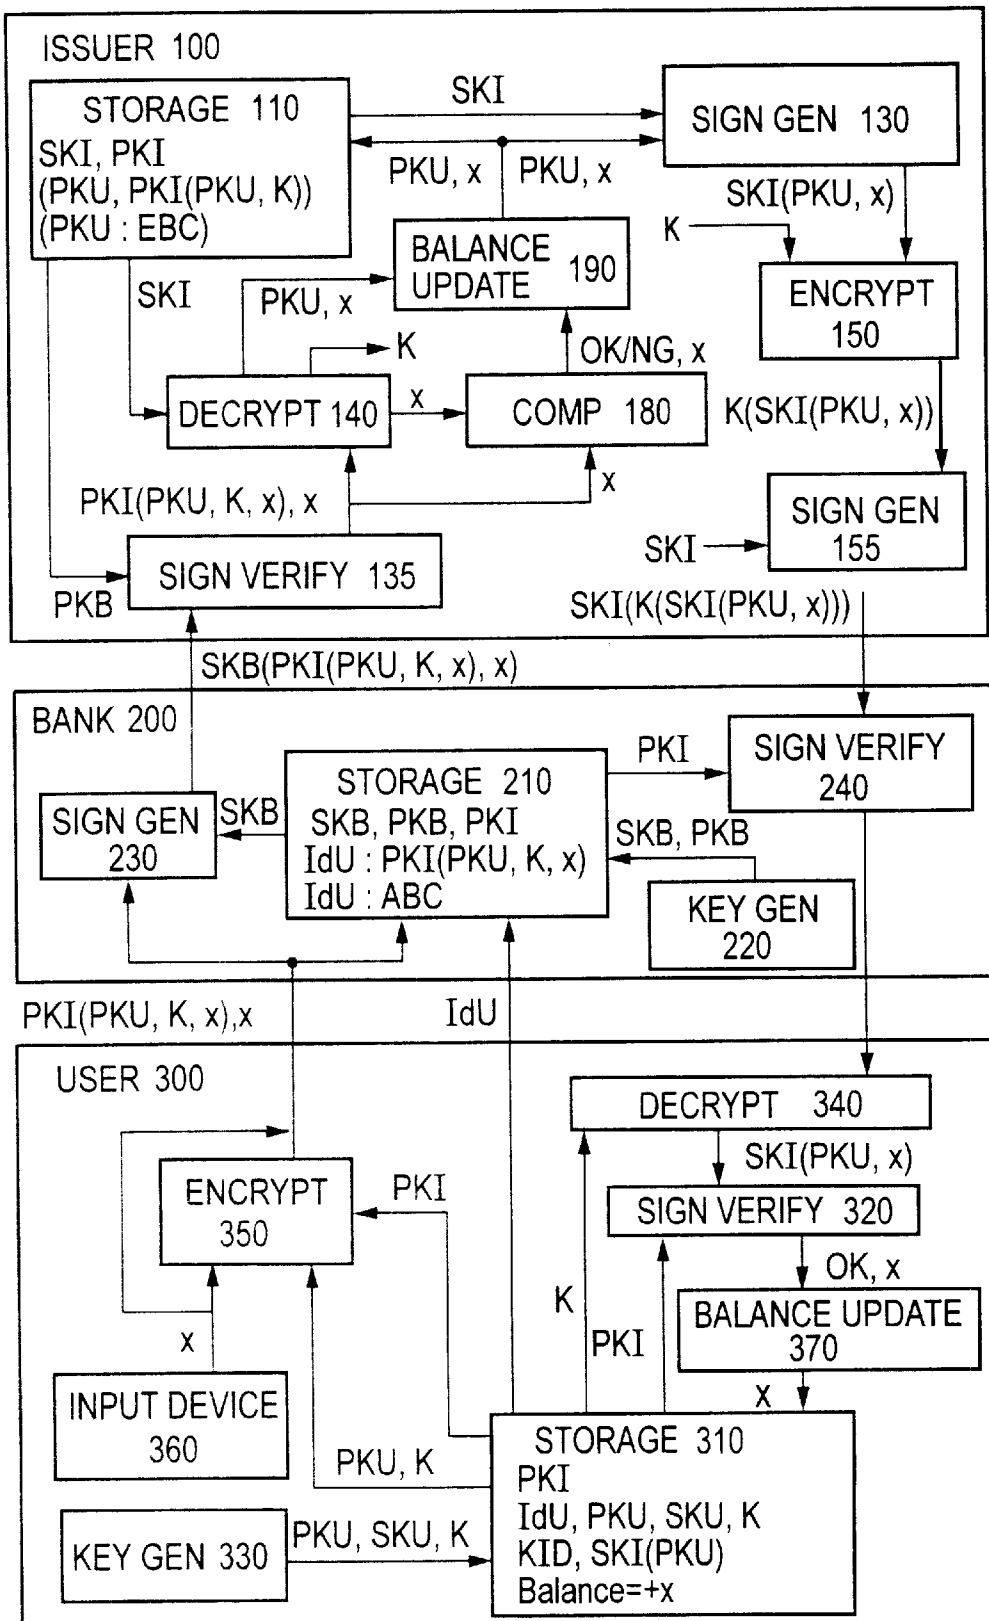 ISSUER 100
STORAGE 110
SKI, PKI
(PKU, PKI(PKU, K))
(PKU : EBC)
SKI
SIGN GEN 130
PKU, x
PKU, x
SKI(PKU, x)
K
BALANCE
UPDATE 190
ENCRYPT
150
SKI
PKU, x
K
OK/NG, x
DECRYPT 140
x
COMP 180
K(SKI(PKU, x))
PKI(PKU, K, x), x
x
SIGN GEN
155
SKI
SIGN VERIFY 135
PKB
SKI(K(SKI(PKU, x)))
SKB(PKI(PKU, K, x), x)
BANK 200
STORAGE 210
SKB, PKB, PKI
IdU : PKI(PKU, K, x)
IdU : ABC
PKI
SIGN VERIFY
240
SIGN GEN
230
SKB
SKB, PKB
KEY GEN
220
PKI(PKU, K, x),x
IdU
USER 300
DECRYPT 340
SKI(PKU, x)
ENCRYPT
350
PKI
SIGN VERIFY 320
OK, x
K
PKI
BALANCE UPDATE
370
x
x
INPUT DEVICE
360
PKU, K
STORAGE 310
PKI
IdU, PKU, SKU, K
KID, SKI(PKU)
Balance=+x
KEY GEN 330
PKU, SKU, K